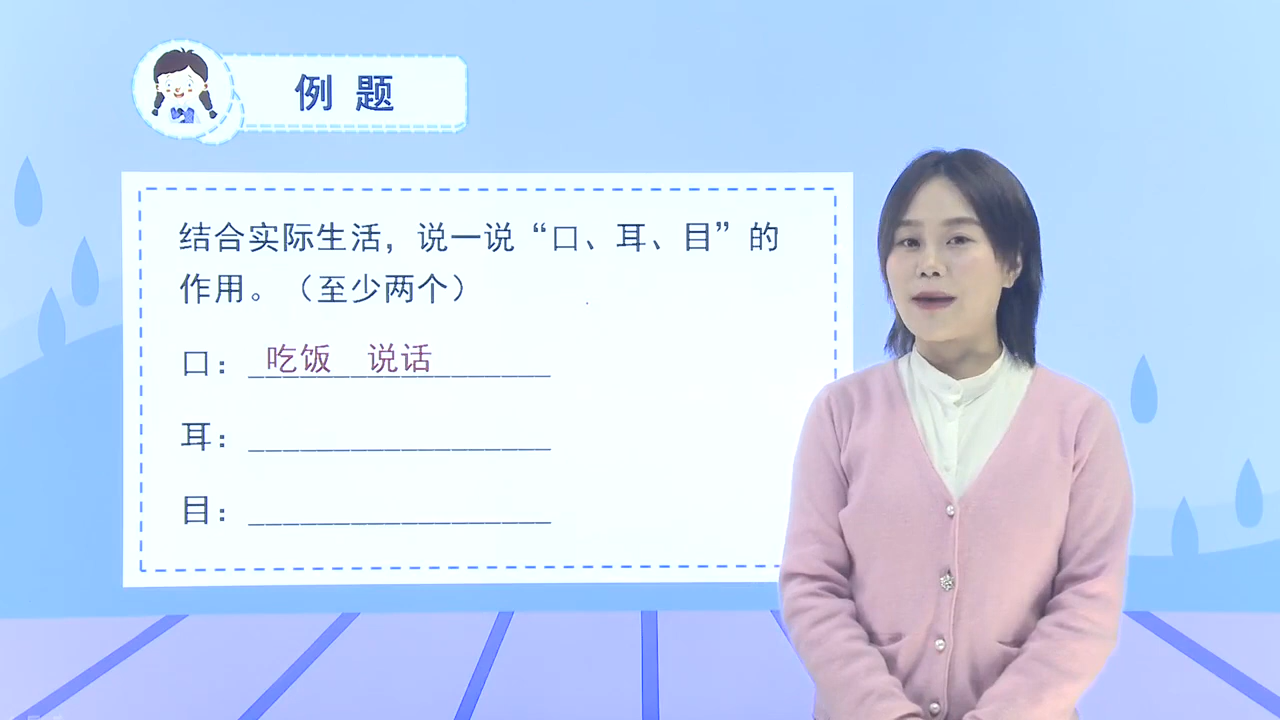 例题
结合实际生活，说一说“口、耳、目”的
作用。（至少两个）
口：吃饭 说话
耳：
目：